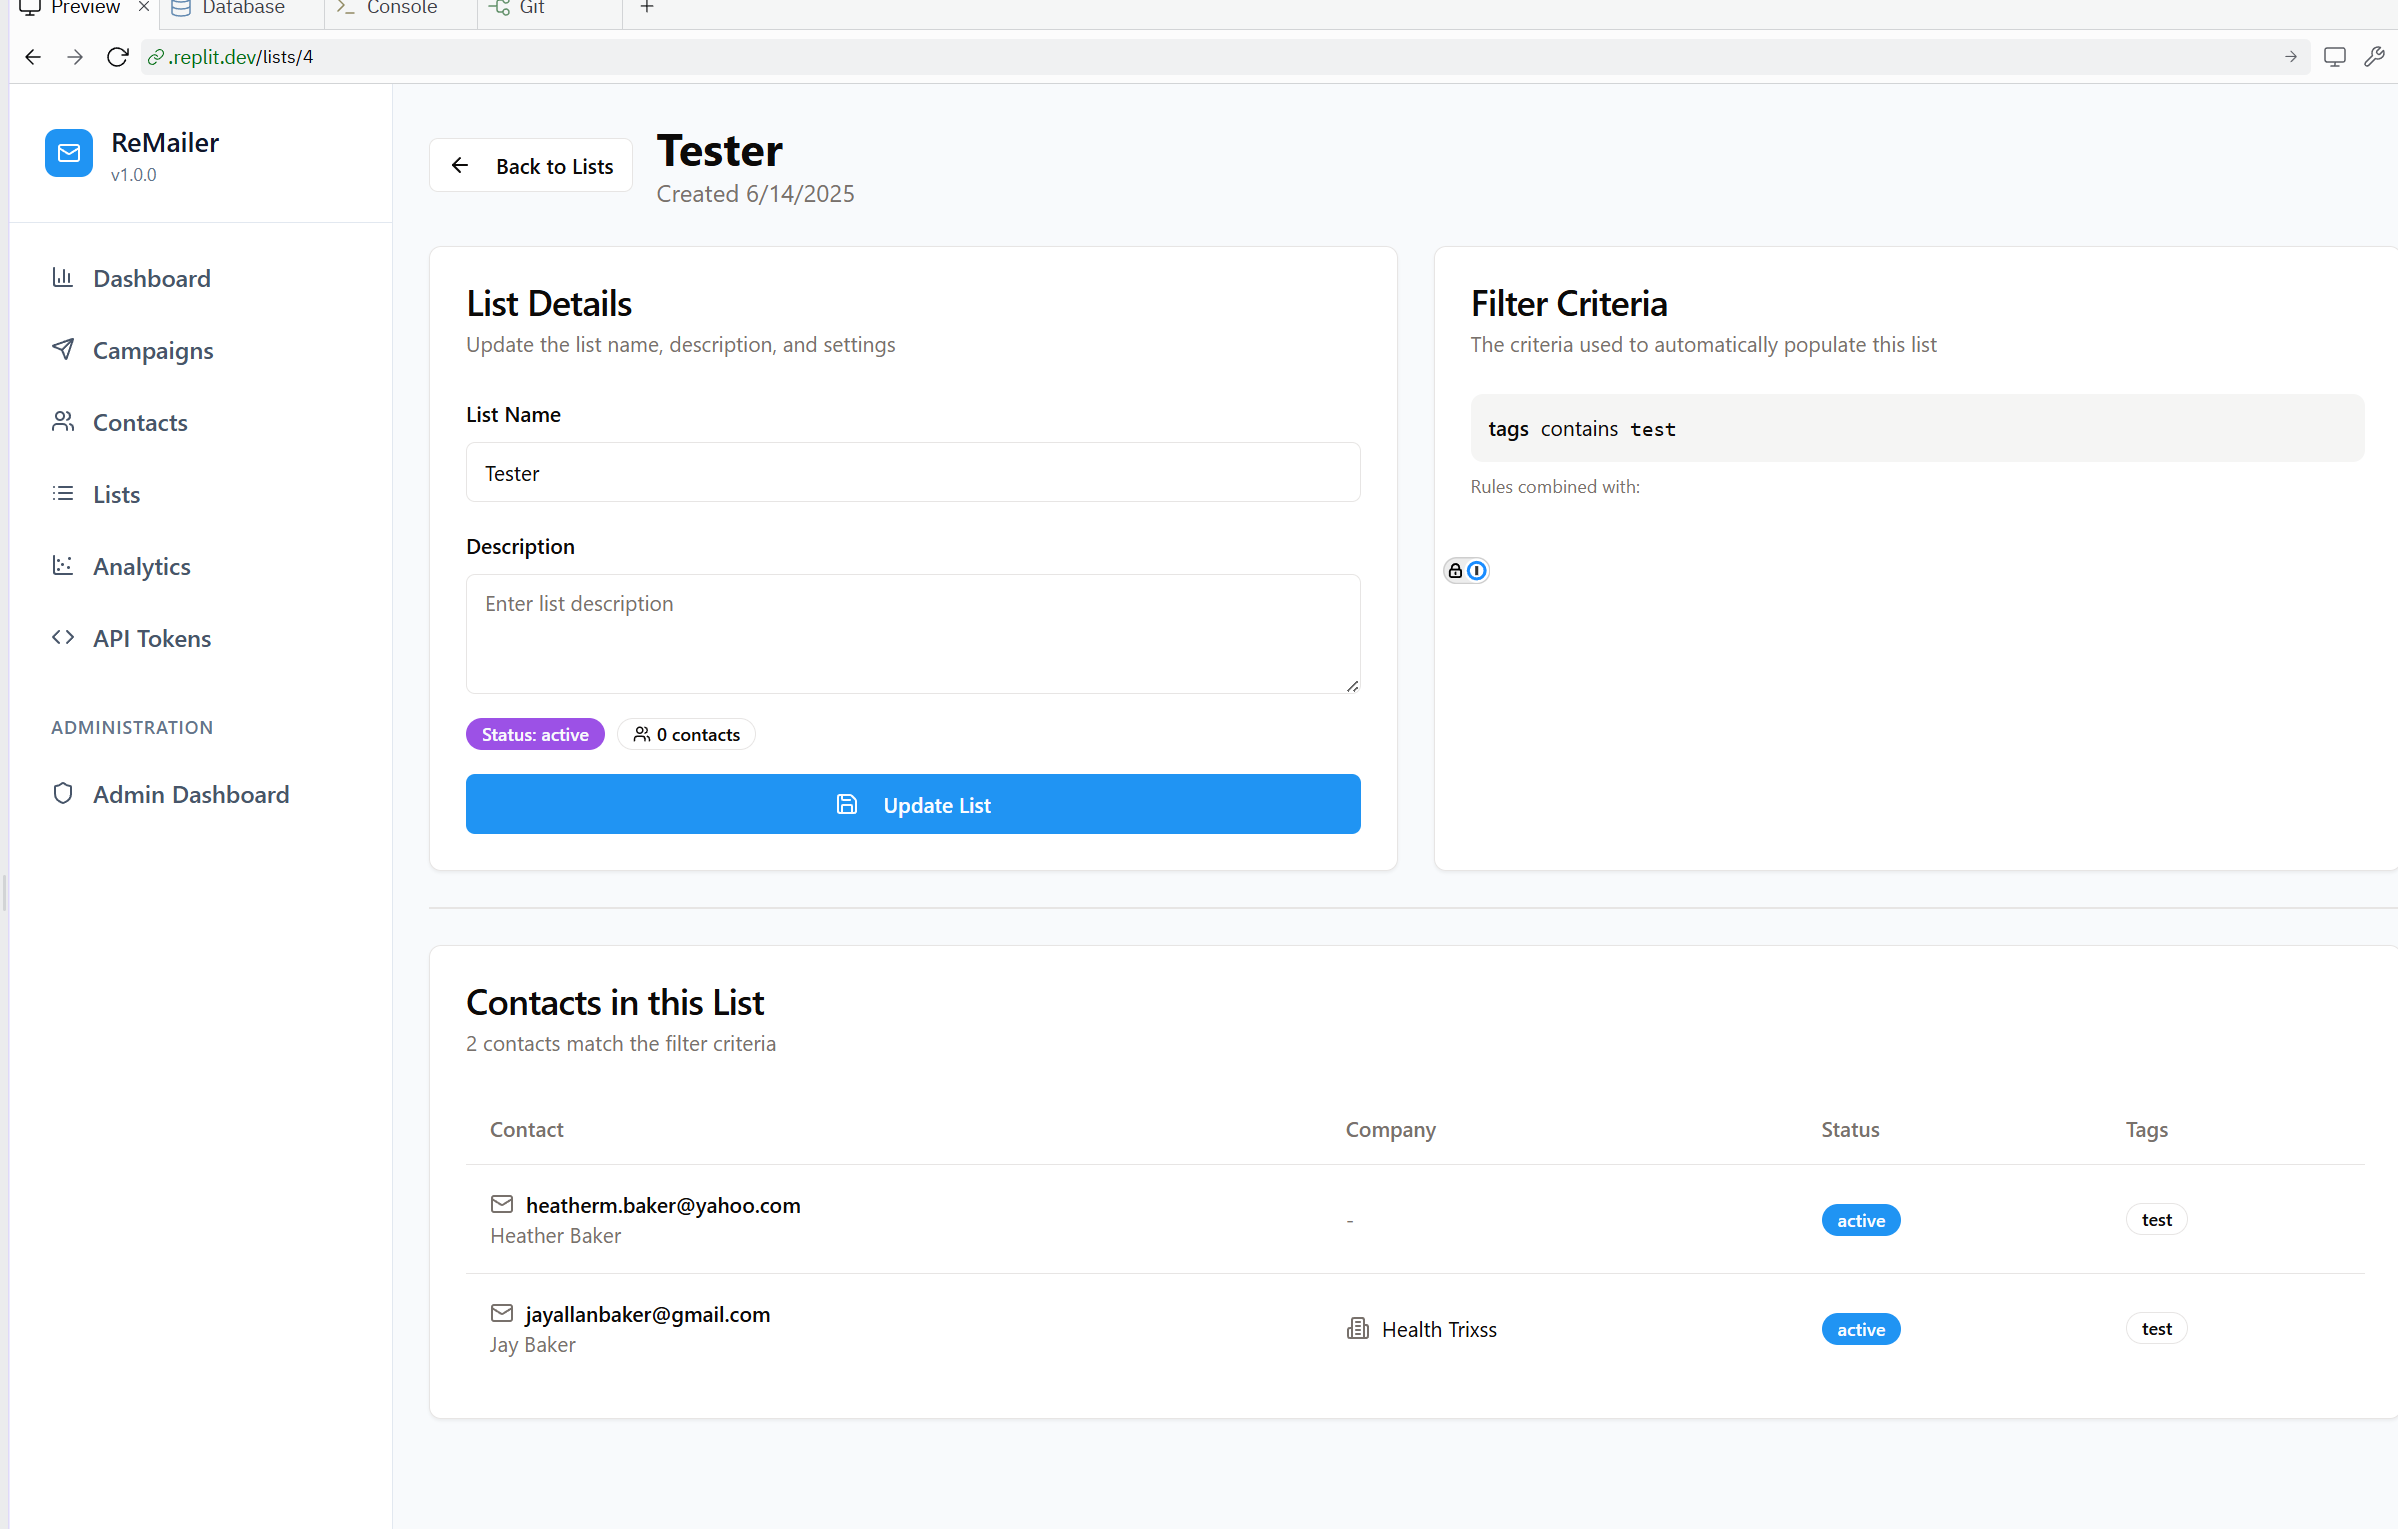 Preview
Database
Console
Git
.replit.dev/lists/4
ReMailer
v1.0.0
Dashboard
Campaigns
Contacts
Lists
Analytics
API Tokens
ADMINISTRATION
Admin Dashboard
Back to Lists
Tester
Created 6/14/2025
List Details
Update the list name, description, and settings
List Name
Tester
Description
Enter list description
Status: active
0 contacts
Update List
Filter Criteria
The criteria used to automatically populate this list
tags contains test
Rules combined with:
Contacts in this List
2 contacts match the filter criteria
Contact Company Status Tags
heatherm.baker@yahoo.com
Heather Baker
- active test
jayallanbaker@gmail.com
Jay Baker
Health Trixss active test